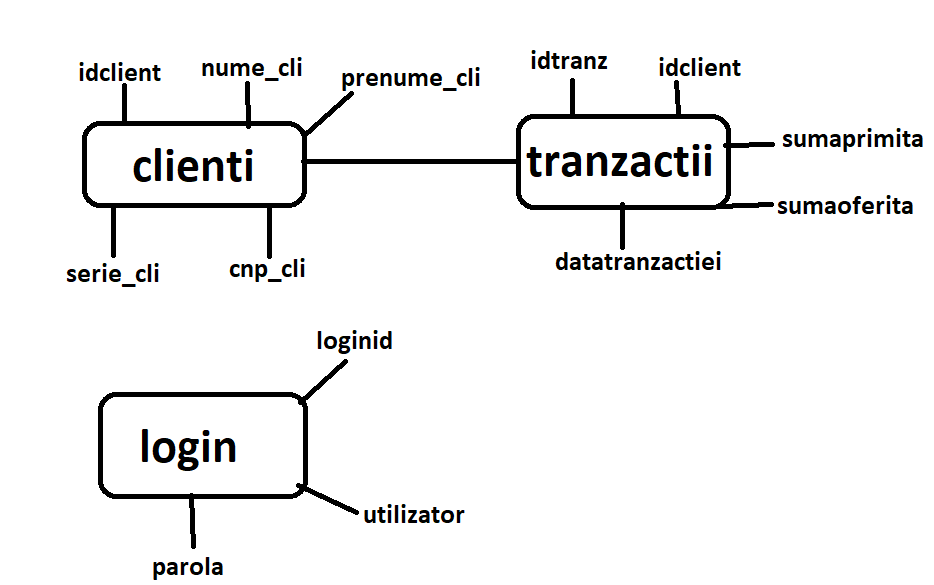 idclient
nume_cli
prenume_cli
clienti
serie_cli
cnp_cli
idtranz
idclient
tranzactii
sumaprimita
sumaoferita
datatranzactiei
loginid
login
utilizator
parola